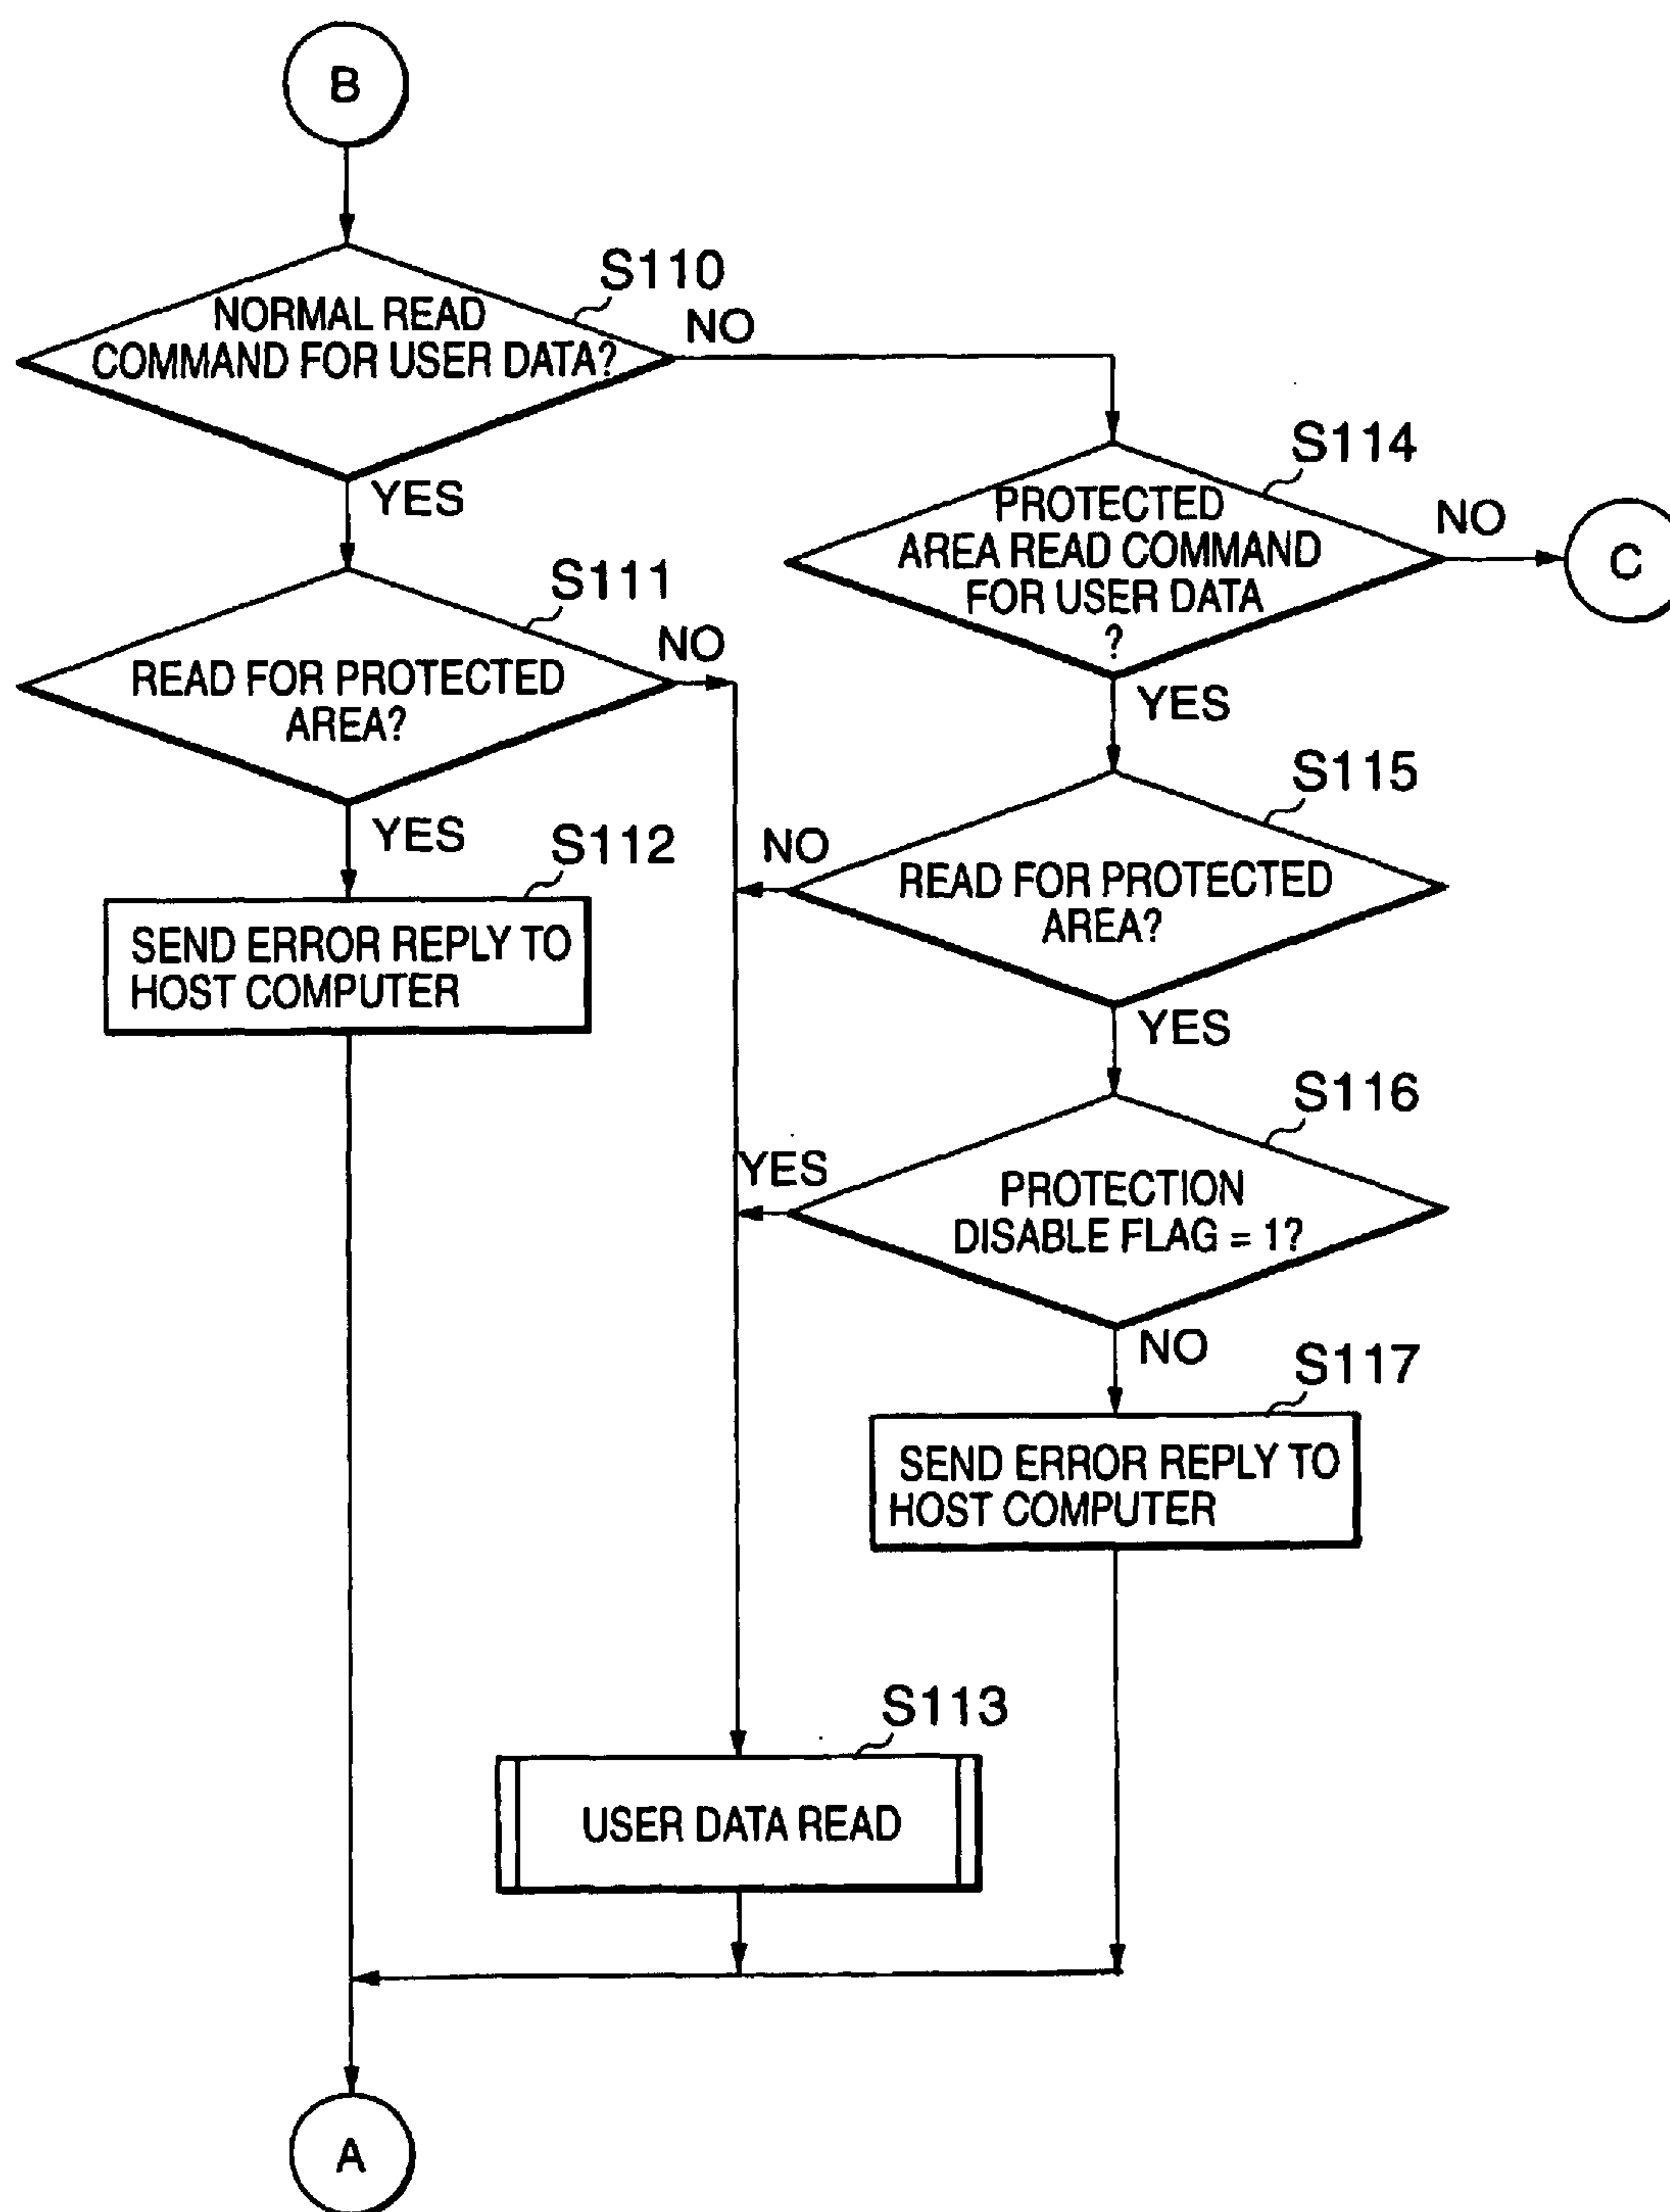 B
S110
NORMAL READ
COMMAND FOR USER DATA?
NO
YES
S114
PROTECTED
AREA READ COMMAND
FOR USER DATA
?
NO
C
YES
S111
READ FOR PROTECTED
AREA?
NO
YES
S112
SEND ERROR REPLY TO
HOST COMPUTER
S115
READ FOR PROTECTED
AREA?
NO
YES
S116
PROTECTION
DISABLE FLAG = 1?
YES
NO
S117
SEND ERROR REPLY TO
HOST COMPUTER
S113
USER DATA READ
A